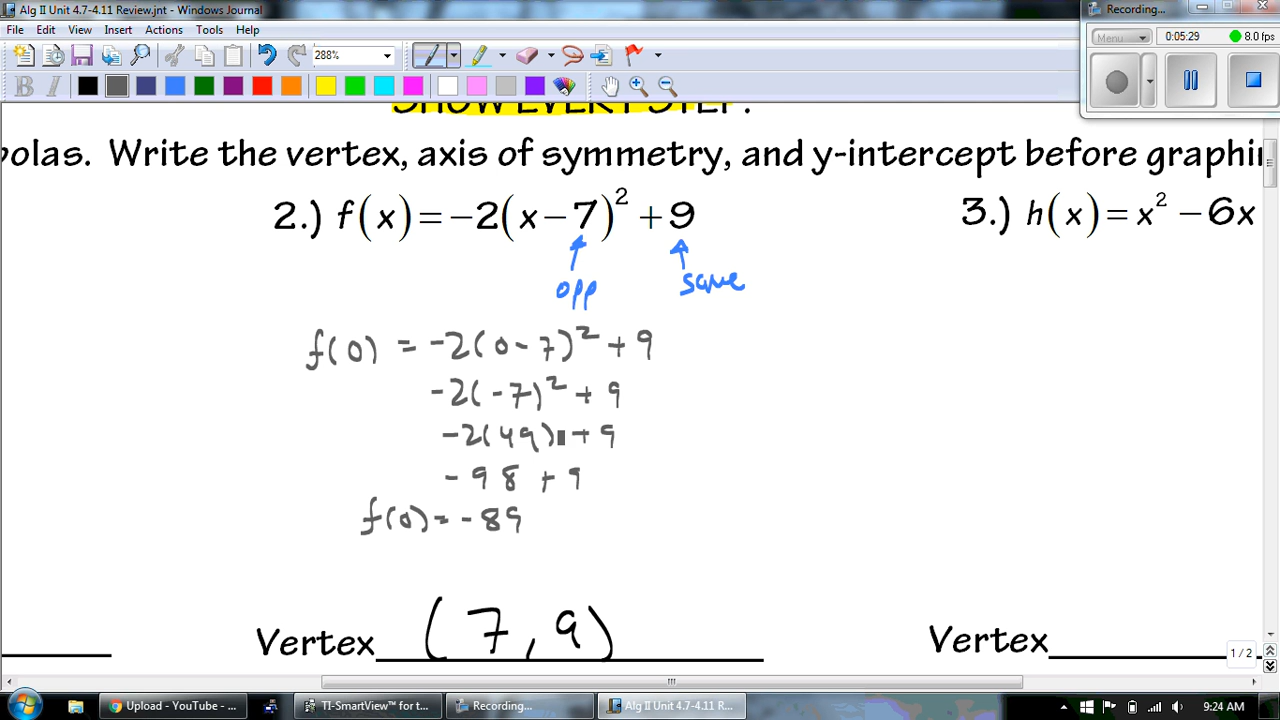 Alg II Unit 4.7-4.11 Review.jnt - Windows Journal
Recording...
File Edit View Insert Actions Tools Help
Menu 0:05:29 8.0 fps
288%
SHOW EVERY STEP.
bolas. Write the vertex, axis of symmetry, and y-intercept before graphin
2.) f(x) = −2(x−7)² + 9
3.) h(x) = x² − 6x
opp
same
f(0) = -2(0-7)² + 9
-2(-7)² + 9
-2(49) + 9
-98 + 9
f(0) = -89
Vertex (7, 9)
Vertex
1 / 2
Upload - YouTube - ...
TI-SmartView™ for t...
Recording...
Alg II Unit 4.7-4.11 R...
9:24 AM